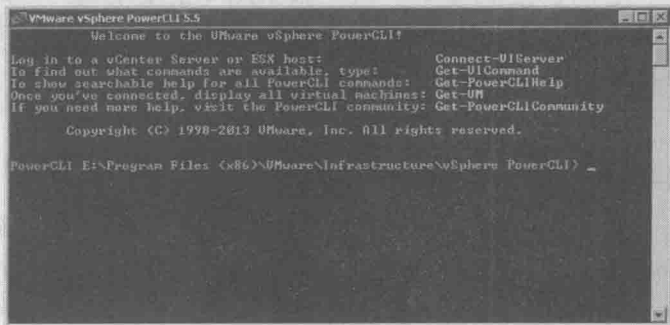 VMware vSphere PowerCLI 5.5
Welcome to the VMware vSphere PowerCLI!
Log in to a vCenter Server or ESX host: Connect-VIServer
To find out what commands are available, type: Get-VICommand
To show searchable help for all PowerCLI commands: Get-PowerCLIHelp
Once you've connected, display all virtual machines: Get-VM
If you need more help, visit the PowerCLI community: Get-PowerCLICommunity
Copyright (C) 1998-2013 VMware, Inc. All rights reserved.
PowerCLI E:\Program Files (x86)\VMware\Infrastructure\vSphere PowerCLI> _